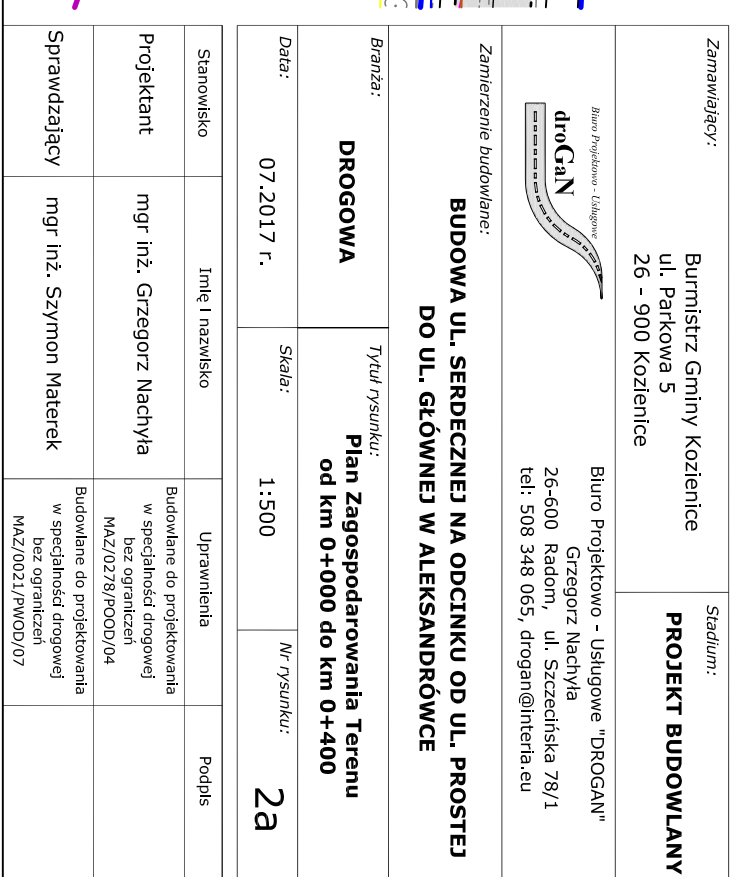 Zamawiający:
Burmistrz Gminy Kozienice
ul. Parkowa 5
26 - 900 Kozienice
Stadium:
PROJEKT BUDOWLANY
Biuro Projektowo - Usługowe
droGaN
Biuro Projektowo - Usługowe "DROGAN"
Grzegorz Nachyła
26-600 Radom, ul. Szczecińska 78/1
tel: 508 348 065, drogan@interia.eu
Zamierzenie budowlane:
BUDOWA UL. SERDECZNEJ NA ODCINKU OD UL. PROSTEJ
DO UL. GŁÓWNEJ W ALEKSANDRÓWCE
Branża:
DROGOWA
Tytuł rysunku:
Plan Zagospodarowania Terenu
od km 0+000 do km 0+400
Data:
07.2017 r.
Skala:
1:500
Nr rysunku:
2a
Stanowisko
Imię i nazwisko
Uprawnienia
Podpis
Projektant
mgr inż. Grzegorz Nachyła
Budowlane do projektowania
w specjalności drogowej
bez ograniczeń
MAZ/0278/POOD/04
Sprawdzający
mgr inż. Szymon Materek
Budowlane do projektowania
w specjalności drogowej
bez ograniczeń
MAZ/0021/PWOD/07